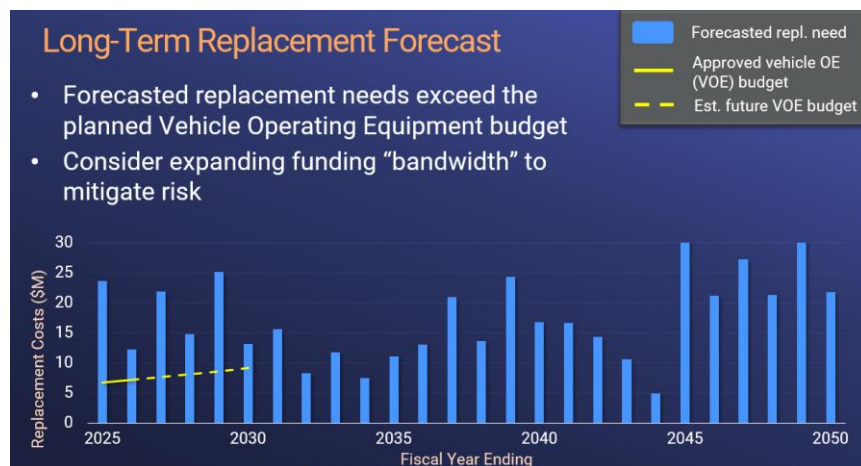 Long-Term Replacement Forecast
• Forecasted replacement needs exceed the
planned Vehicle Operating Equipment budget
• Consider expanding funding “bandwidth” to
mitigate risk
Forecasted repl. need
Approved vehicle OE
(VOE) budget
Est. future VOE budget
Replacement Costs ($M)
30
25
20
15
10
5
0
2025 2030 2035 2040 2045 2050
Fiscal Year Ending